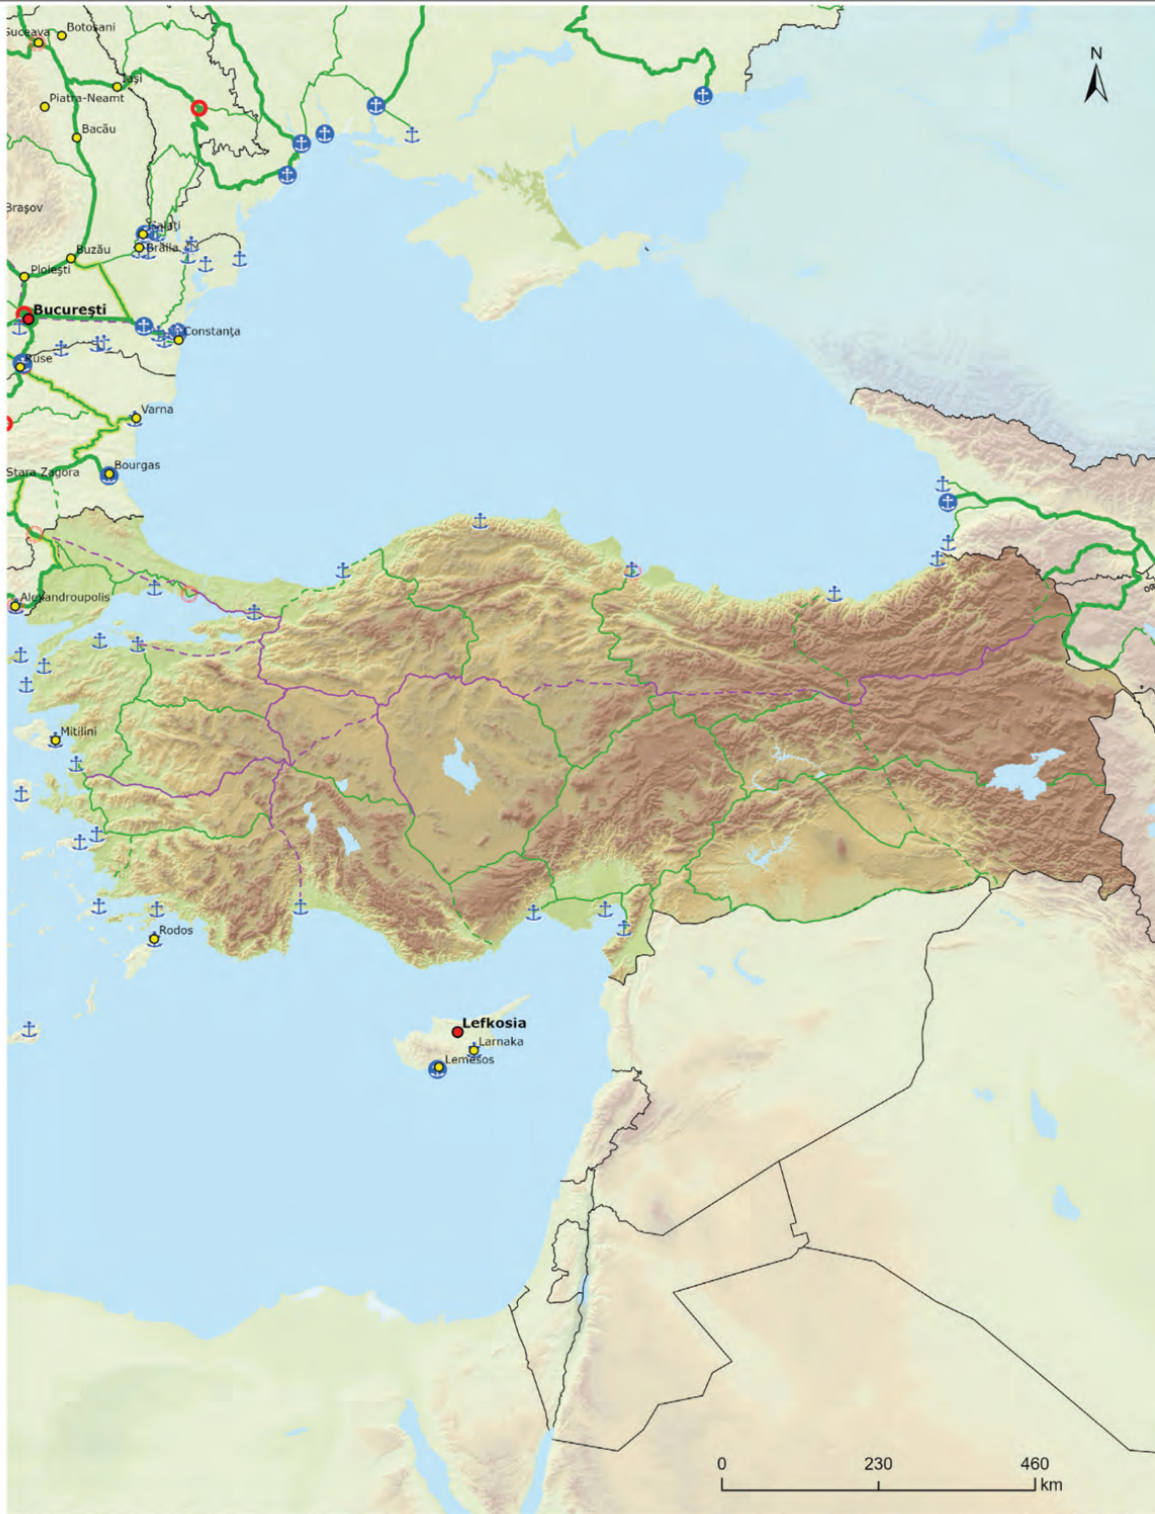 Suceava
Botoşani
N
Iaşi
Piatra-Neamt
Bacău
Braşov
Galaţi
Brăila
Buzău
Ploieşti
Bucureşti
Constanţa
Ruse
Varna
Bourgas
Stara Zagora
Alexandroupolis
Mitilini
Rodos
Lefkosia
Larnaka
Lemesos
0 230 460
km